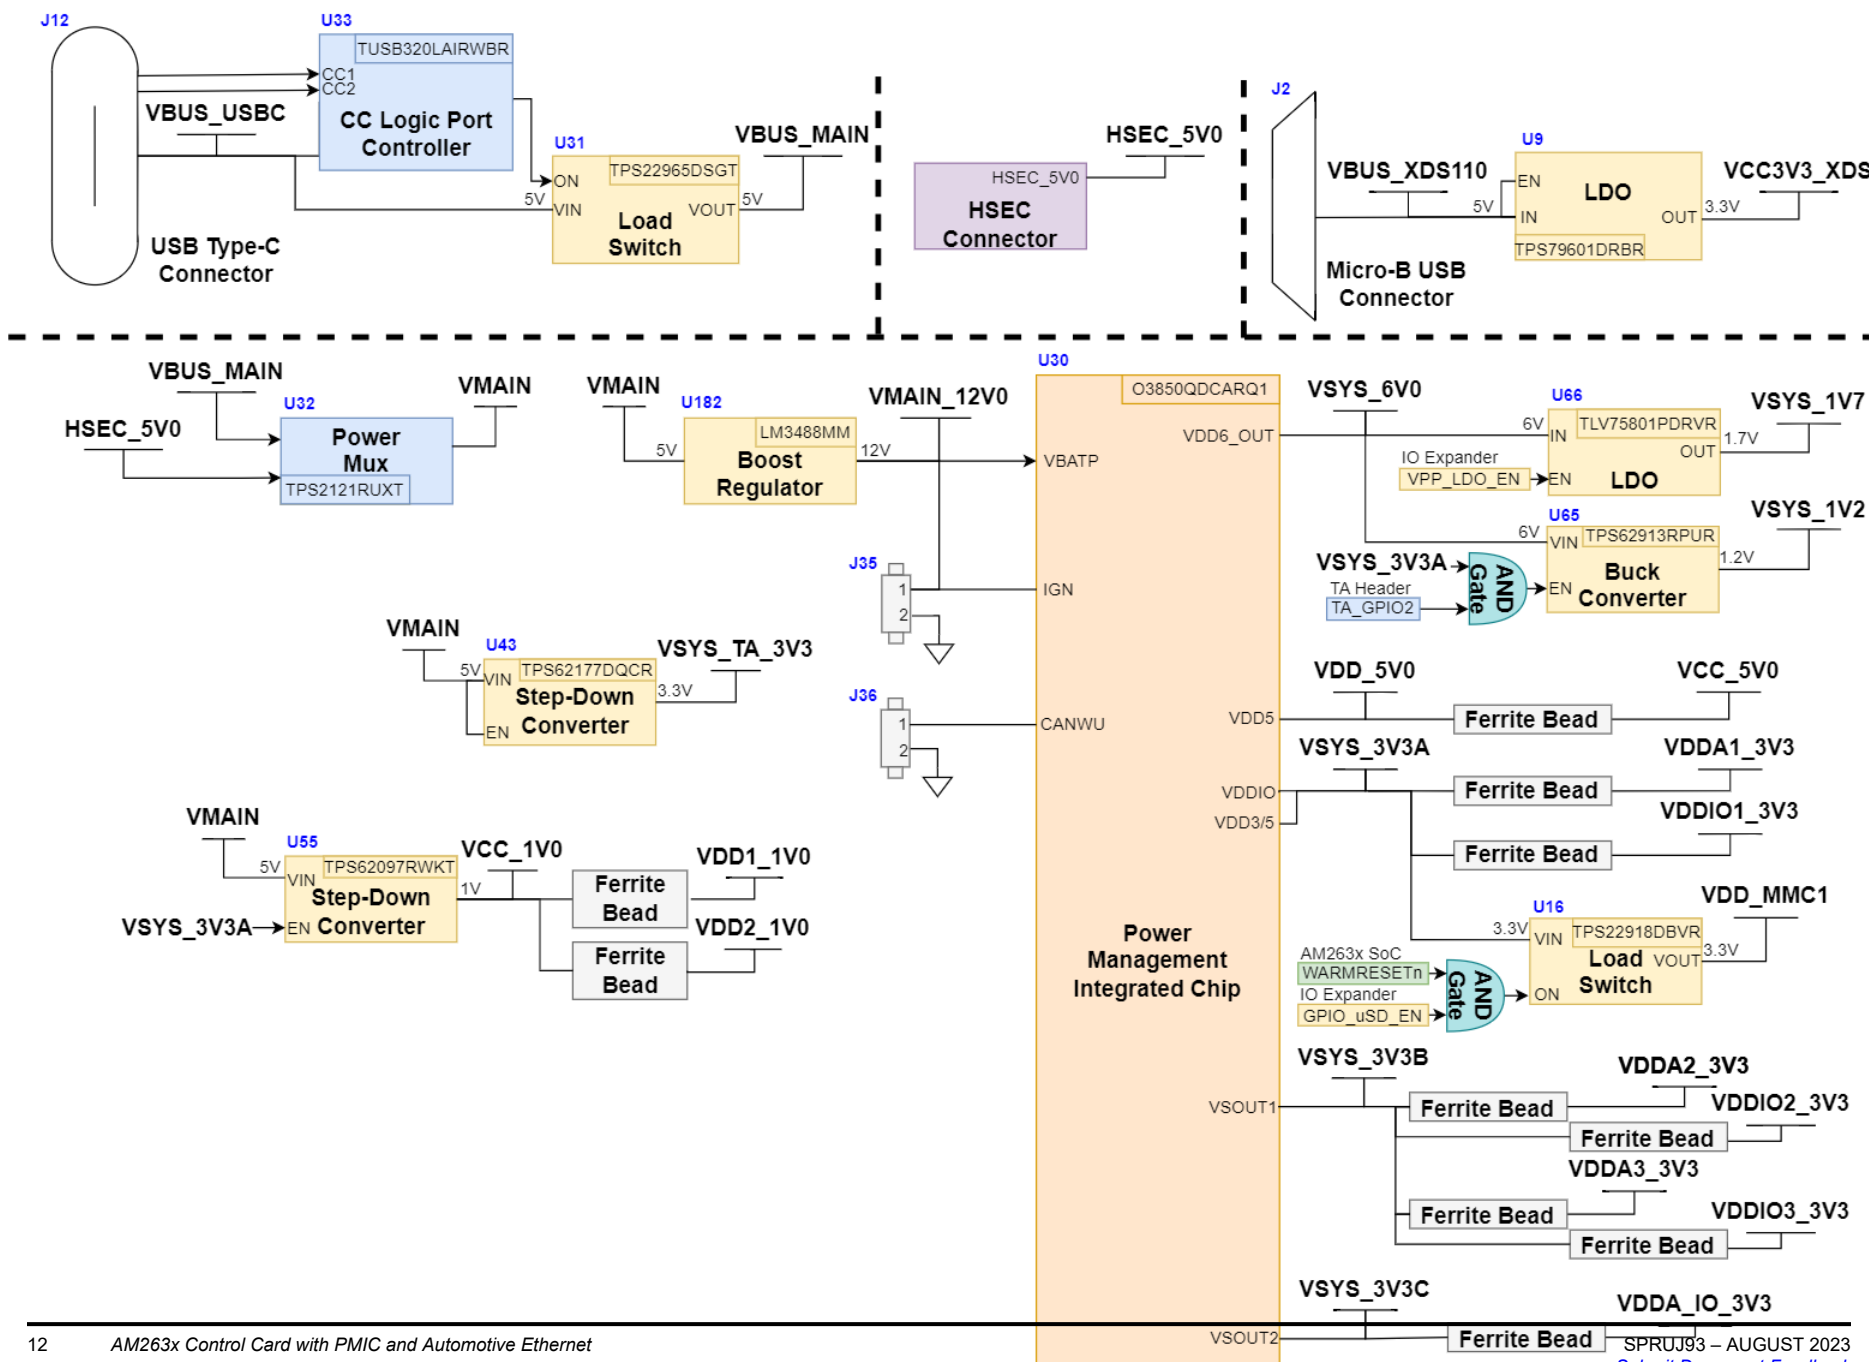 J12
U33
TUSB320LAIRWBR
CC1
CC2
CC Logic Port
Controller
VBUS_USBC
U31
TPS22965DSGT
ON
5V
VIN
VOUT
5V
Load
Switch
VBUS_MAIN
USB Type-C
Connector
HSEC_5V0
HSEC_5V0
HSEC
Connector
J2
U9
VBUS_XDS110
EN
LDO
5V
IN
OUT
3.3V
TPS79601DRBR
VCC3V3_XDS
Micro-B USB
Connector
VBUS_MAIN
HSEC_5V0
U32
Power
Mux
TPS2121RUXT
VMAIN
VMAIN
U182
LM3488MM
5V
Boost
Regulator
12V
VMAIN_12V0
U30
O3850QDCARQ1
VDD6_OUT
VBATP
J35
1
2
IGN
J36
1
2
CANWU
VMAIN
U43
TPS62177DQCR
5V
VIN
Step-Down
Converter
EN
3.3V
VSYS_TA_3V3
VMAIN
U55
TPS62097RWKT
5V
VIN
Step-Down
Converter
VSYS_3V3A
EN
1V
VCC_1V0
Ferrite
Bead
VDD1_1V0
Ferrite
Bead
VDD2_1V0
Power
Management
Integrated Chip
VSYS_6V0
U66
TLV75801PDRVR
6V
IN
OUT
1.7V
VSYS_1V7
IO Expander
VPP_LDO_EN
EN
LDO
U65
TPS62913RPUR
6V
VIN
VSYS_1V2
1.2V
Buck
Converter
VSYS_3V3A
TA Header
TA_GPIO2
AND
Gate
EN
VDD_5V0
VCC_5V0
VDD5
Ferrite Bead
VSYS_3V3A
VDDA1_3V3
VDDIO
Ferrite Bead
VDD3/5
VDDIO1_3V3
Ferrite Bead
U16
TPS22918DBVR
3.3V
VIN
Load
Switch
VOUT
3.3V
VDD_MMC1
AM263x SoC
WARMRESETn
IO Expander
GPIO_uSD_EN
AND
Gate
ON
VSYS_3V3B
VDDA2_3V3
VSOUT1
Ferrite Bead
VDDIO2_3V3
Ferrite Bead
VDDA3_3V3
Ferrite Bead
VDDIO3_3V3
Ferrite Bead
VSYS_3V3C
VDDA_IO_3V3
VSOUT2
Ferrite Bead
12 AM263x Control Card with PMIC and Automotive Ethernet
SPRUJ93 – AUGUST 2023
Submit Document Feedback